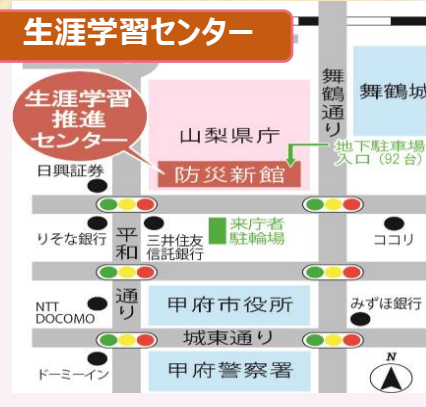 生涯学習センター
生涯学習
推進
センター
山梨県庁
防災新館
舞鶴通り
舞鶴城
地下駐車場
入口(92台)
日興証券
りそな銀行
平和通り
三井住友
信託銀行
来庁者
駐輪場
ココリ
NTT
DOCOMO
甲府市役所
みずほ銀行
城東通り
ドーミーイン
甲府警察署
N